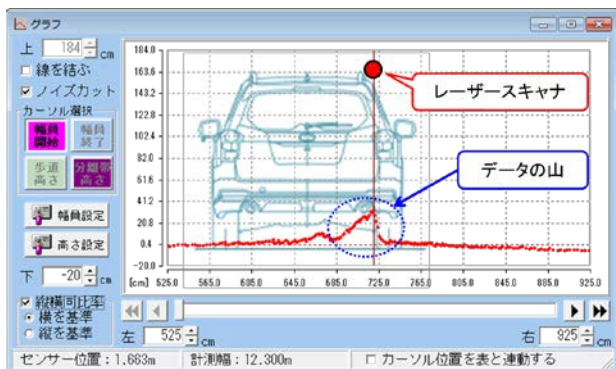 グラフ
上 184 cm
線を結ぶ
ノイズカット
カーソル選択
幅員開始
幅員終了
歩道高さ
分離帯高さ
幅員設定
高さ設定
下 -20 cm
縦横同比率
横を基準
縦を基準
184.0
163.6
143.2
122.8
102.4
82.0
61.6
41.2
20.8
0.4
-20.0
[cm] 525.0 565.0 605.0 645.0 685.0 725.0 765.0 805.0 845.0 885.0 925.0
レーザースキャナ
データの山
左 525 cm
右 925 cm
センサー位置:1.663m
計測幅:12.300m
カーソル位置を表と連動する